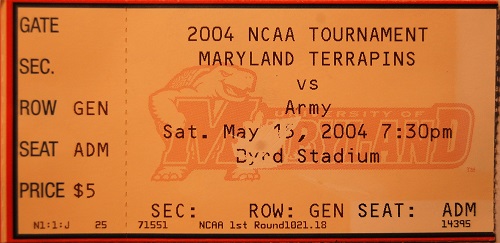 GATE
SEC.
ROW GEN
SEAT ADM
PRICE $5
N1:1:J 25
2004 NCAA TOURNAMENT
MARYLAND TERRAPINS
vs
Army
Sat. May 15, 2004 7:30pm
Byrd Stadium
UNIVERSITY OF
MARYLAND
SEC: ROW: GEN SEAT: ADM
71551 NCAA 1st Round1021.18 14395